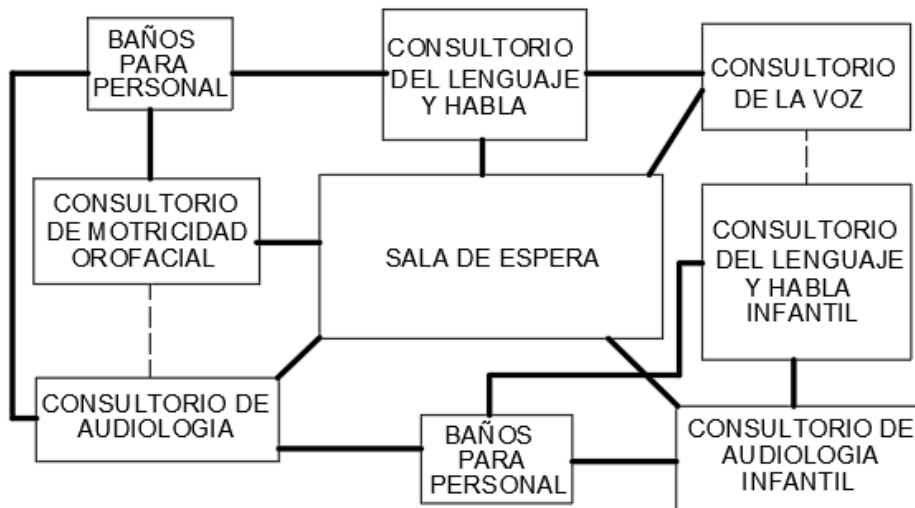 BAÑOS
PARA
PERSONAL
CONSULTORIO
DEL LENGUAJE
Y HABLA
CONSULTORIO
DE LA VOZ
CONSULTORIO
DE MOTRICIDAD
OROFACIAL
SALA DE ESPERA
CONSULTORIO
DEL LENGUAJE
Y HABLA
INFANTIL
CONSULTORIO DE
AUDIOLOGIA
BAÑOS
PARA
PERSONAL
CONSULTORIO DE
AUDIOLOGIA
INFANTIL